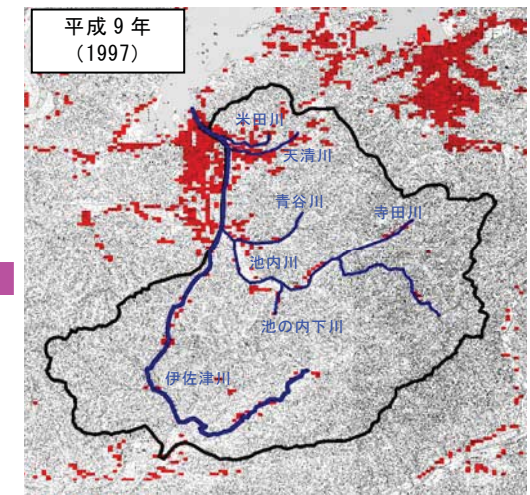 平成9年
(1997)
米田川
天清川
青谷川
寺田川
池内川
池の内下川
伊佐津川